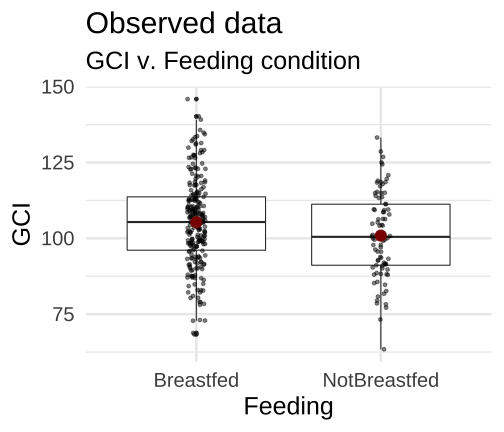 Observed data
GCI v. Feeding condition
150
125
100
75
GCI
Breastfed NotBreastfed
Feeding